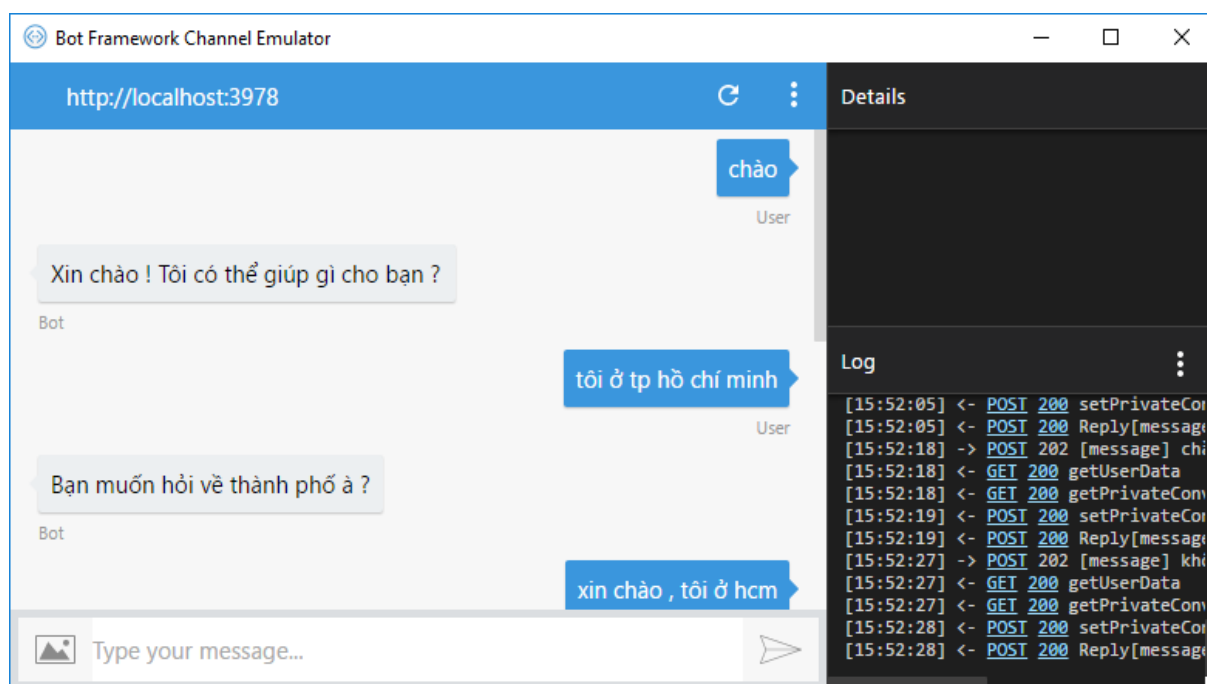 Bot Framework Channel Emulator
http://localhost:3978
Details
chào
User
Xin chào ! Tôi có thể giúp gì cho bạn ?
Bot
tôi ở tp hồ chí minh
User
Bạn muốn hỏi về thành phố à ?
Bot
xin chào , tôi ở hcm
Type your message...
Log
[15:52:05] <- POST 200 setPrivateCo
[15:52:05] <- POST 200 Reply[message
[15:52:18] -> POST 202 [message] ch
[15:52:18] <- GET 200 getUserData
[15:52:18] <- GET 200 getPrivateCon
[15:52:19] <- POST 200 setPrivateCo
[15:52:19] <- POST 200 Reply[message
[15:52:27] -> POST 202 [message] kh
[15:52:27] <- GET 200 getUserData
[15:52:27] <- GET 200 getPrivateCon
[15:52:28] <- POST 200 setPrivateCo
[15:52:28] <- POST 200 Reply[message